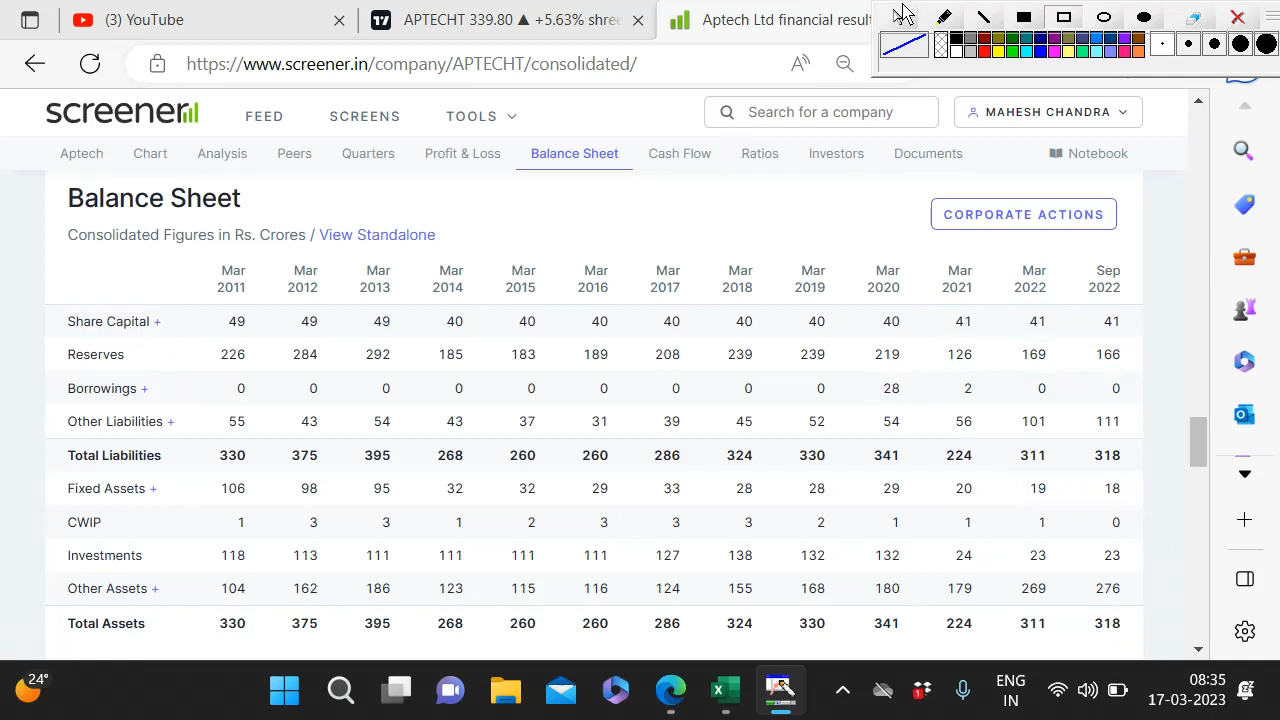 (3) YouTube
APTECHT 339.80 ▲ +5.63% shree
Aptech Ltd financial result
https://www.screener.in/company/APTECHT/consolidated/
screener
FEED
SCREENS
TOOLS
Search for a company
MAHESH CHANDRA
Aptech Chart Analysis Peers Quarters Profit & Loss Balance Sheet Cash Flow Ratios Investors Documents Notebook
Balance Sheet
CORPORATE ACTIONS
Consolidated Figures in Rs. Crores / View Standalone
Mar 2011 Mar 2012 Mar 2013 Mar 2014 Mar 2015 Mar 2016 Mar 2017 Mar 2018 Mar 2019 Mar 2020 Mar 2021 Mar 2022 Sep 2022
Share Capital + 49 49 49 40 40 40 40 40 40 40 41 41 41
Reserves 226 284 292 185 183 189 208 239 239 219 126 169 166
Borrowings + 0 0 0 0 0 0 0 0 0 28 2 0 0
Other Liabilities + 55 43 54 43 37 31 39 45 52 54 56 101 111
Total Liabilities 330 375 395 268 260 260 286 324 330 341 224 311 318
Fixed Assets + 106 98 95 32 32 29 33 28 28 29 20 19 18
CWIP 1 3 3 1 2 3 3 3 2 1 1 1 0
Investments 118 113 111 111 111 111 127 138 132 132 24 23 23
Other Assets + 104 162 186 123 115 116 124 155 168 180 179 269 276
Total Assets 330 375 395 268 260 260 286 324 330 341 224 311 318
24°
ENG
IN
08:35
17-03-2023